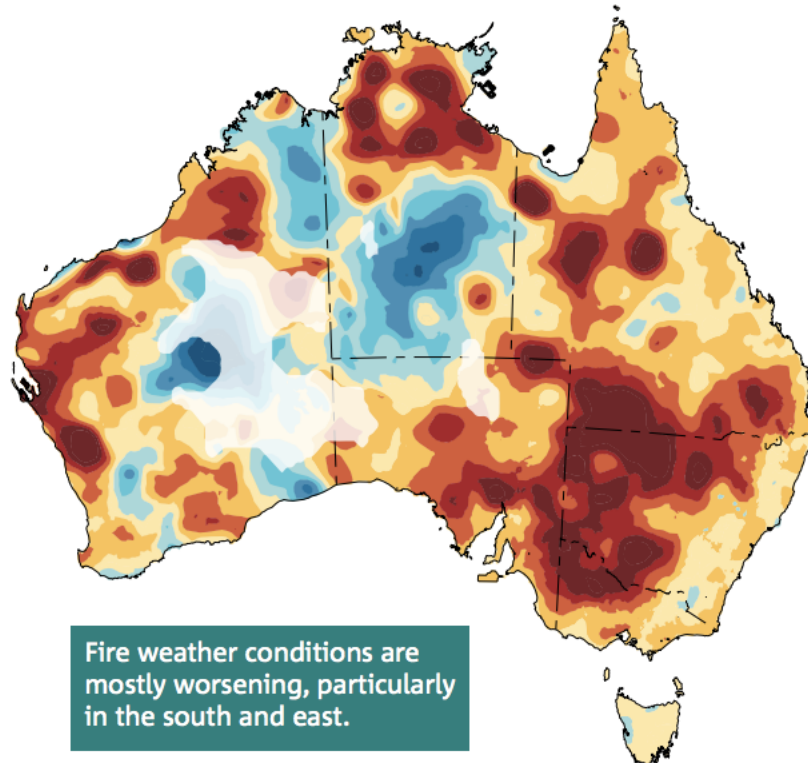 Fire weather conditions are
mostly worsening, particularly
in the south and east.